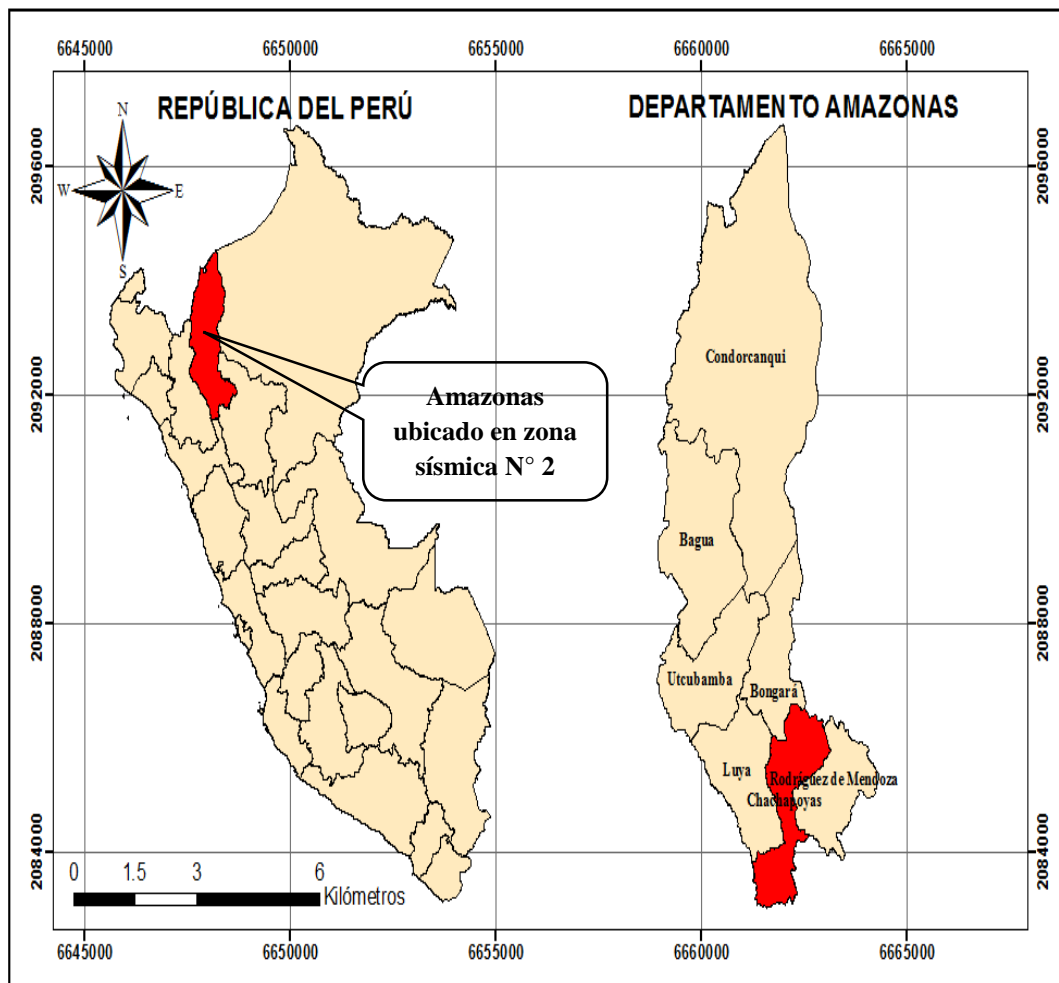 6645000 6650000 6655000 6660000 6665000
REPÚBLICA DEL PERÚ
DEPARTAMENTO AMAZONAS
N
W E
S
2096000 2096000
2092000 2092000
2088000 2088000
2084000 2084000
Amazonas
ubicado en zona
sísmica N° 2
Condorcanqui
Bagua
Utcubamba
Bongará
Luya
Rodríguez de Mendoza
Chachapoyas
0 1.5 3 6
Kilómetros
6645000 6650000 6655000 6660000 6665000